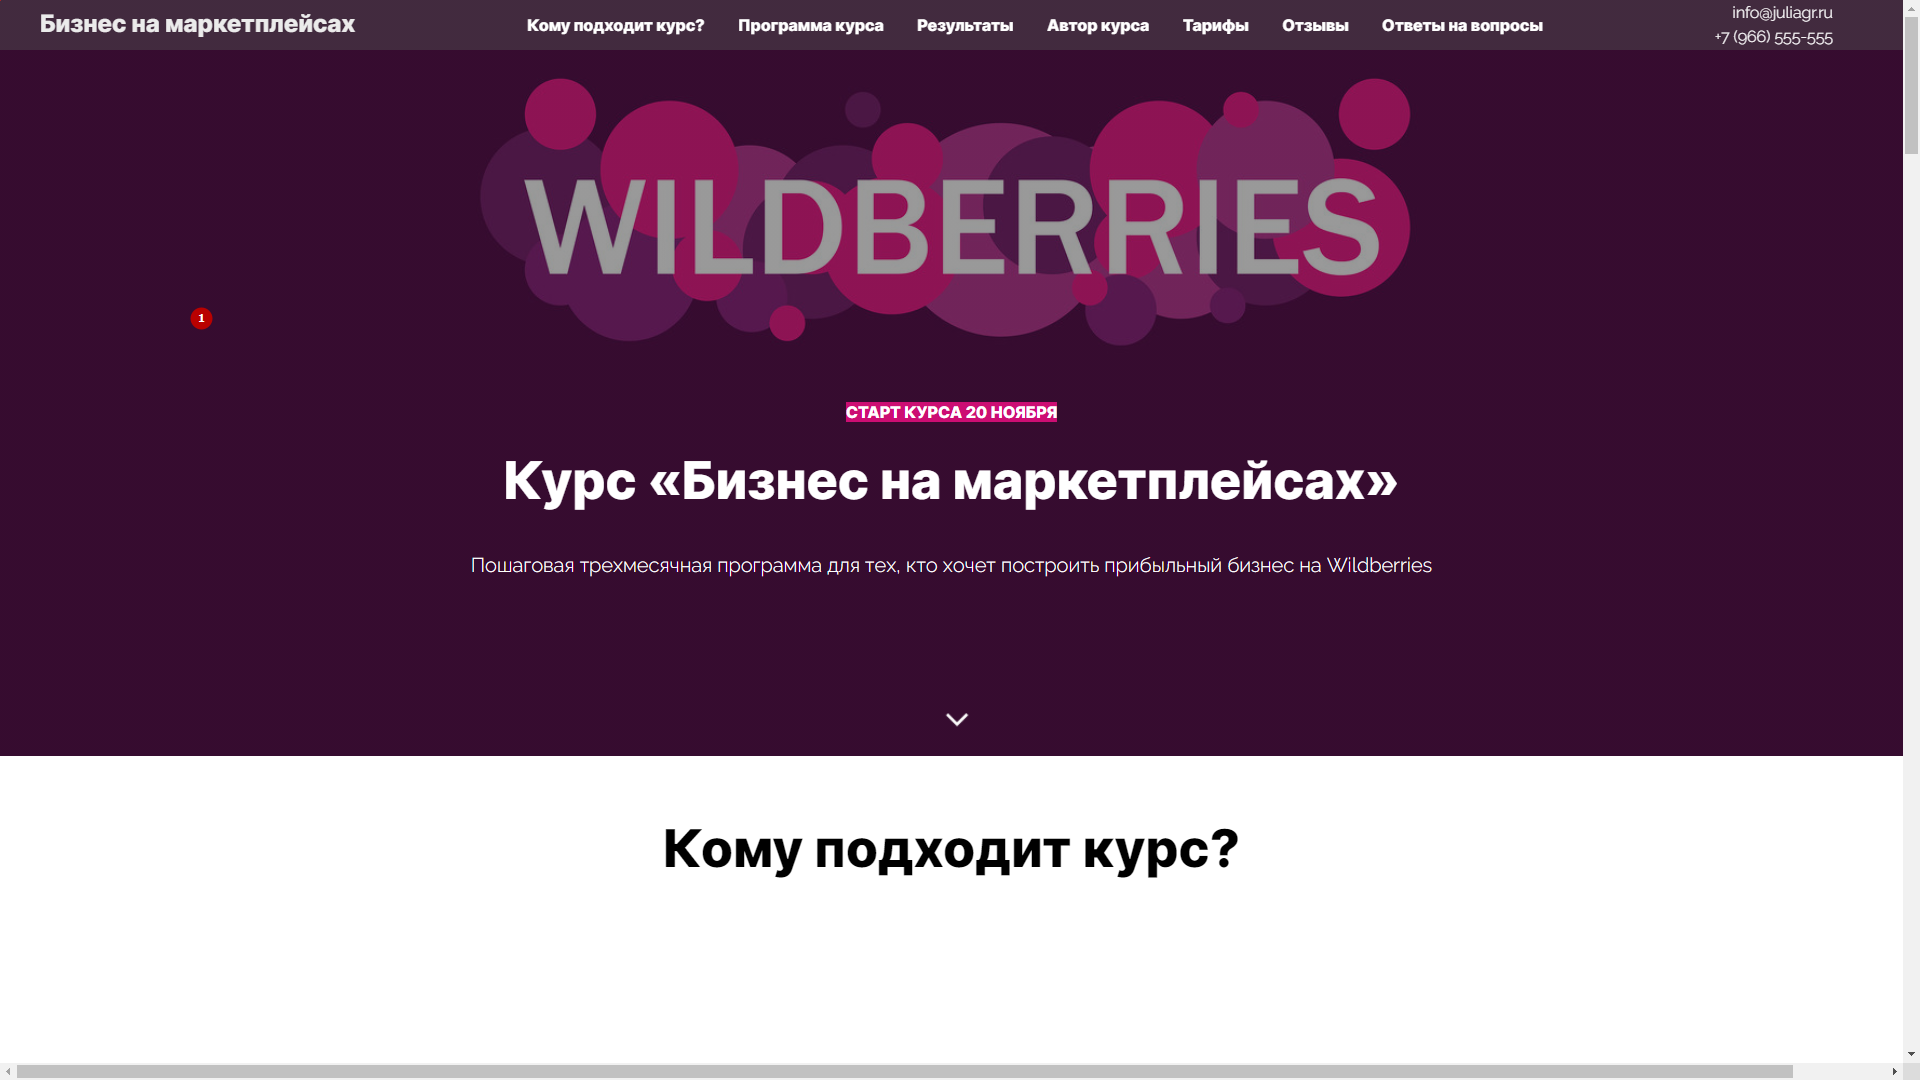 Бизнес на маркетплейсах
Кому подходит курс? Программа курса Результаты Автор курса Тарифы Отзывы Ответы на вопросы
info@juliagr.ru
+7 (966) 555-555
WILDBERRIES
1
СТАРТ КУРСА 20 НОЯБРЯ
Курс «Бизнес на маркетплейсах»
Пошаговая трехмесячная программа для тех, кто хочет построить прибыльный бизнес на Wildberries
Кому подходит курс?